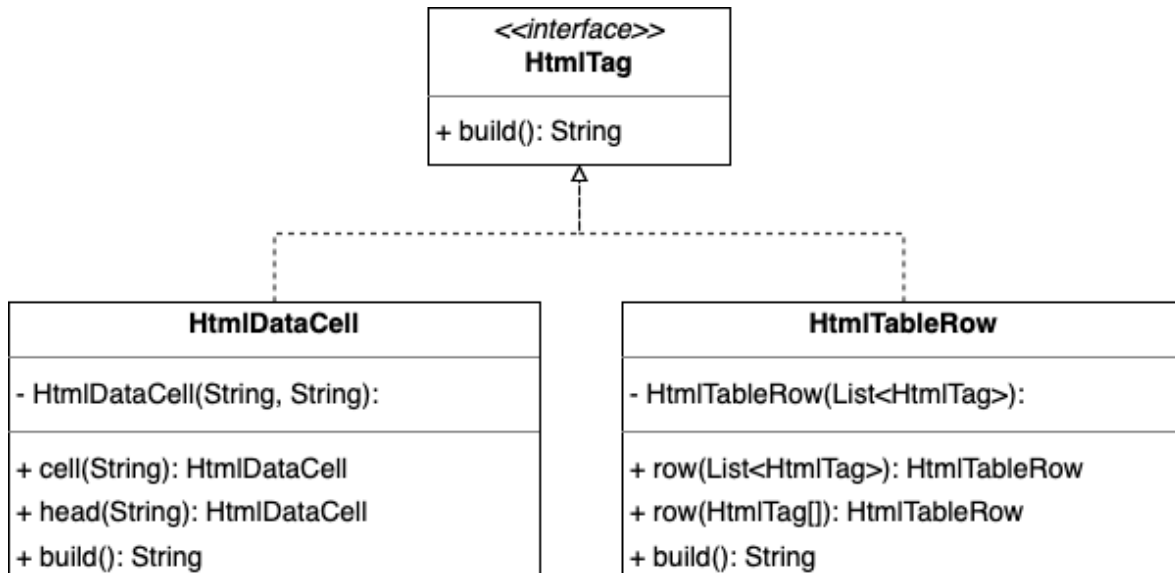 <<interface>>
HtmlTag
+ build(): String
HtmlDataCell
- HtmlDataCell(String, String):
+ cell(String): HtmlDataCell
+ head(String): HtmlDataCell
+ build(): String
HtmlTableRow
- HtmlTableRow(List<HtmlTag>):
+ row(List<HtmlTag>): HtmlTableRow
+ row(HtmlTag[]): HtmlTableRow
+ build(): String